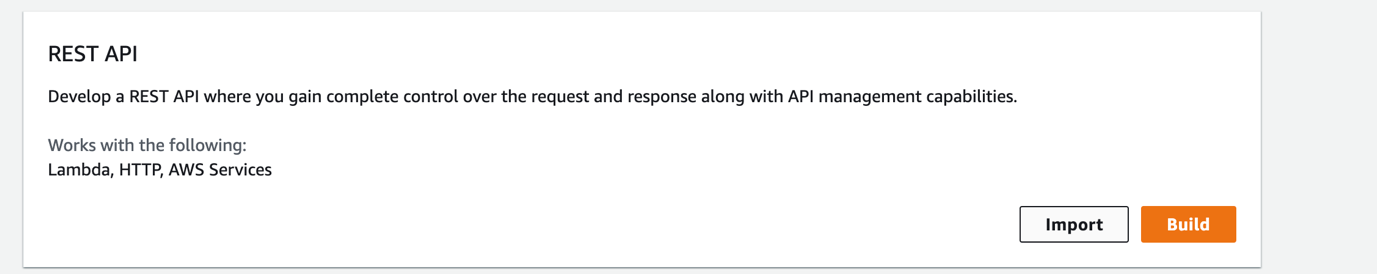 REST API
Develop a REST API where you gain complete control over the request and response along with API management capabilities.
Works with the following:
Lambda, HTTP, AWS Services
Import
Build